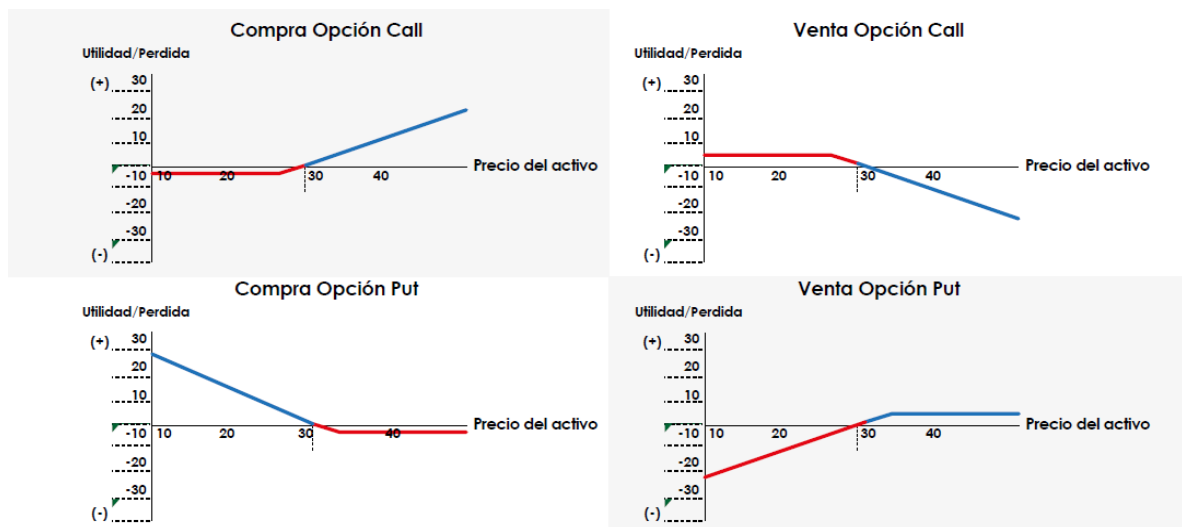 Compra Opción Call
Utilidad/Perdida
(+) 30
20
10
-10 10 20 30 40 Precio del activo
-20
-30
(-)
Venta Opción Call
Utilidad/Perdida
(+) 30
20
10
-10 10 20 30 40 Precio del activo
-20
-30
(-)
Compra Opción Put
Utilidad/Perdida
(+) 30
20
10
-10 10 20 30 40 Precio del activo
-20
-30
(-)
Venta Opción Put
Utilidad/Perdida
(+) 30
20
10
-10 10 20 30 40 Precio del activo
-20
-30
(-)